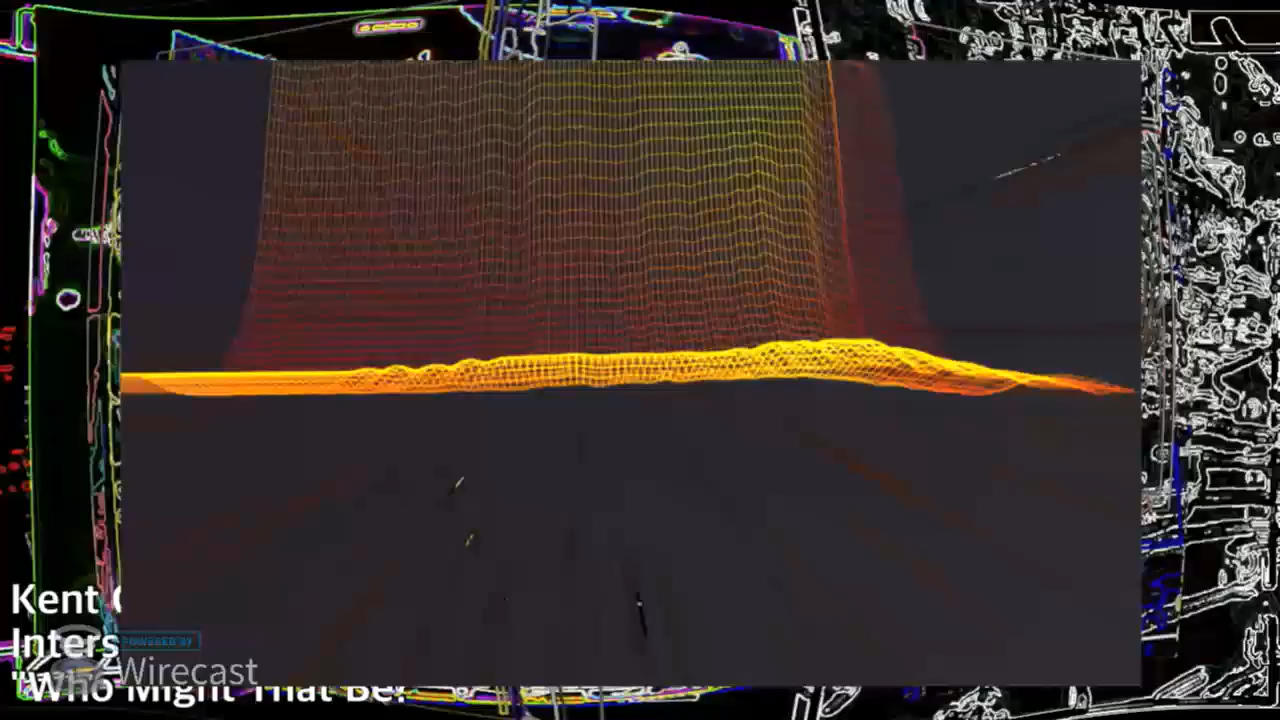 Kent
Inters
POWERED BY
Wirecast
"Who Might That Be?